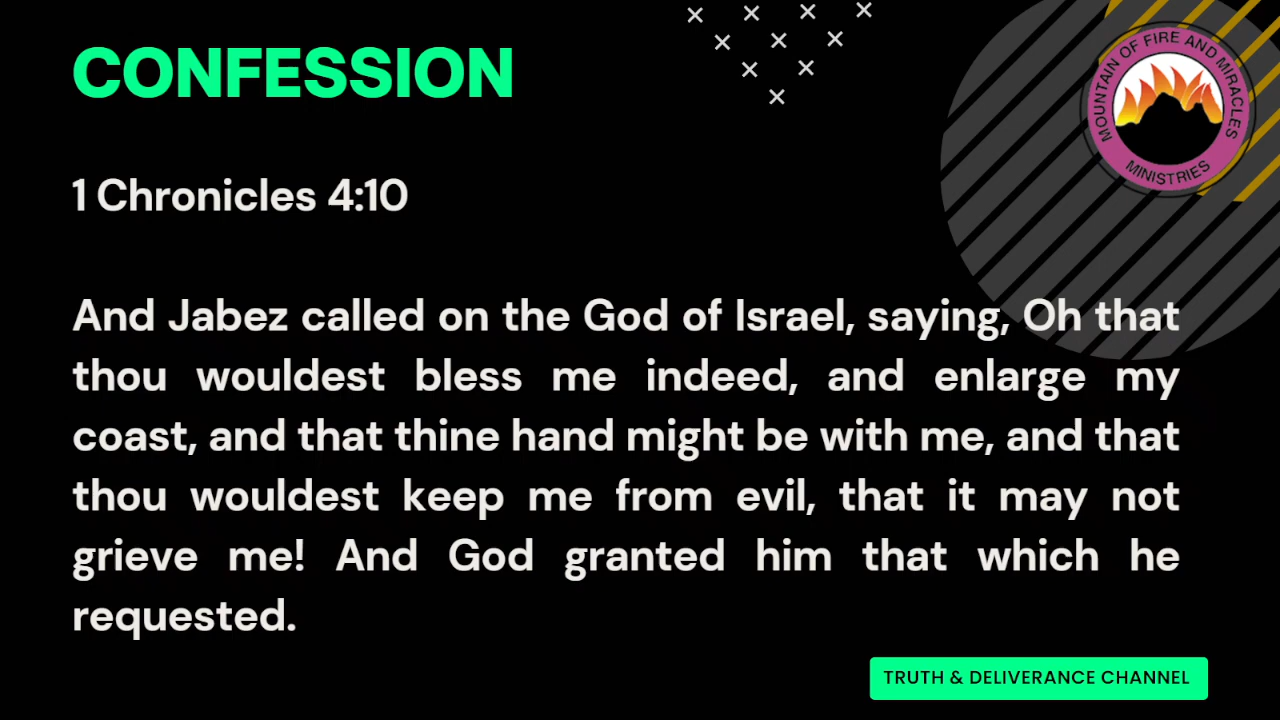 CONFESSION
MOUNTAIN OF FIRE AND MIRACLES
MINISTRIES
1 Chronicles 4:10
And Jabez called on the God of Israel, saying, Oh that
thou wouldest bless me indeed, and enlarge my
coast, and that thine hand might be with me, and that
thou wouldest keep me from evil, that it may not
grieve me! And God granted him that which he
requested.
TRUTH & DELIVERANCE CHANNEL